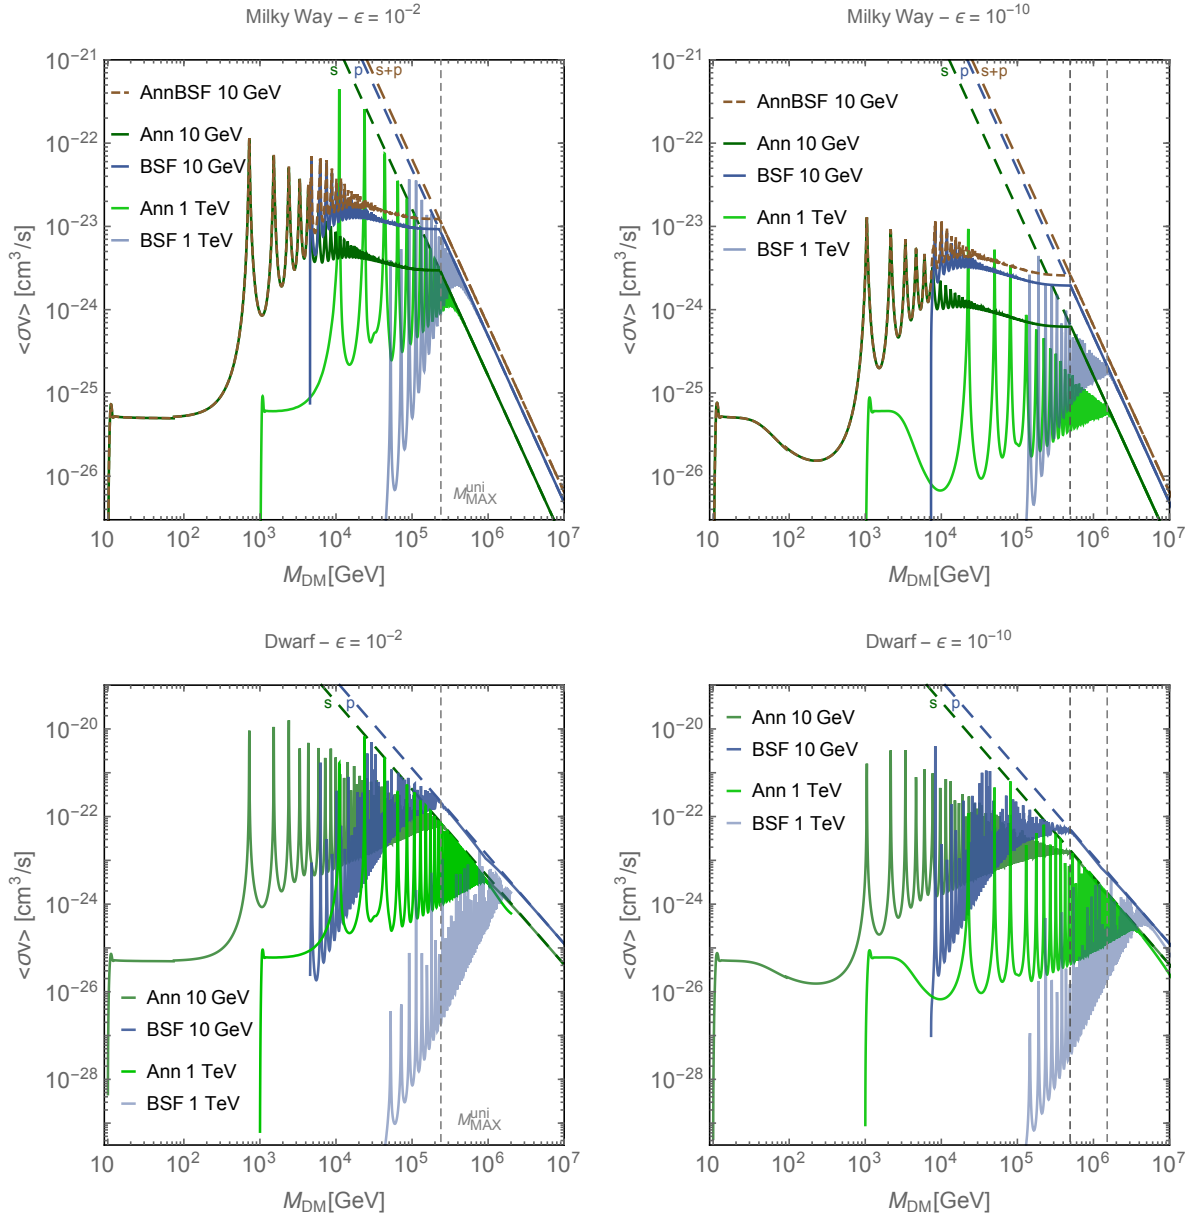 Milky Way – ϵ = 10⁻²
10⁻²¹
10⁻²²
10⁻²³
10⁻²⁴
10⁻²⁵
10⁻²⁶
<σv> [cm³/s]
s p s+p
AnnBSF 10 GeV
Ann 10 GeV
BSF 10 GeV
Ann 1 TeV
BSF 1 TeV
M_MAX^uni
10 10² 10³ 10⁴ 10⁵ 10⁶ 10⁷
M_DM[GeV]
Milky Way – ϵ = 10⁻¹⁰
10⁻²¹
10⁻²²
10⁻²³
10⁻²⁴
10⁻²⁵
10⁻²⁶
<σv> [cm³/s]
s p s+p
AnnBSF 10 GeV
Ann 10 GeV
BSF 10 GeV
Ann 1 TeV
BSF 1 TeV
10 10² 10³ 10⁴ 10⁵ 10⁶ 10⁷
M_DM[GeV]
Dwarf – ϵ = 10⁻²
10⁻²⁰
10⁻²²
10⁻²⁴
10⁻²⁶
10⁻²⁸
<σv> [cm³/s]
s p
Ann 10 GeV
BSF 10 GeV
Ann 1 TeV
BSF 1 TeV
M_MAX^uni
10 10² 10³ 10⁴ 10⁵ 10⁶ 10⁷
M_DM[GeV]
Dwarf – ϵ = 10⁻¹⁰
10⁻²⁰
10⁻²²
10⁻²⁴
10⁻²⁶
10⁻²⁸
<σv> [cm³/s]
s p
Ann 10 GeV
BSF 10 GeV
Ann 1 TeV
BSF 1 TeV
10 10² 10³ 10⁴ 10⁵ 10⁶ 10⁷
M_DM[GeV]